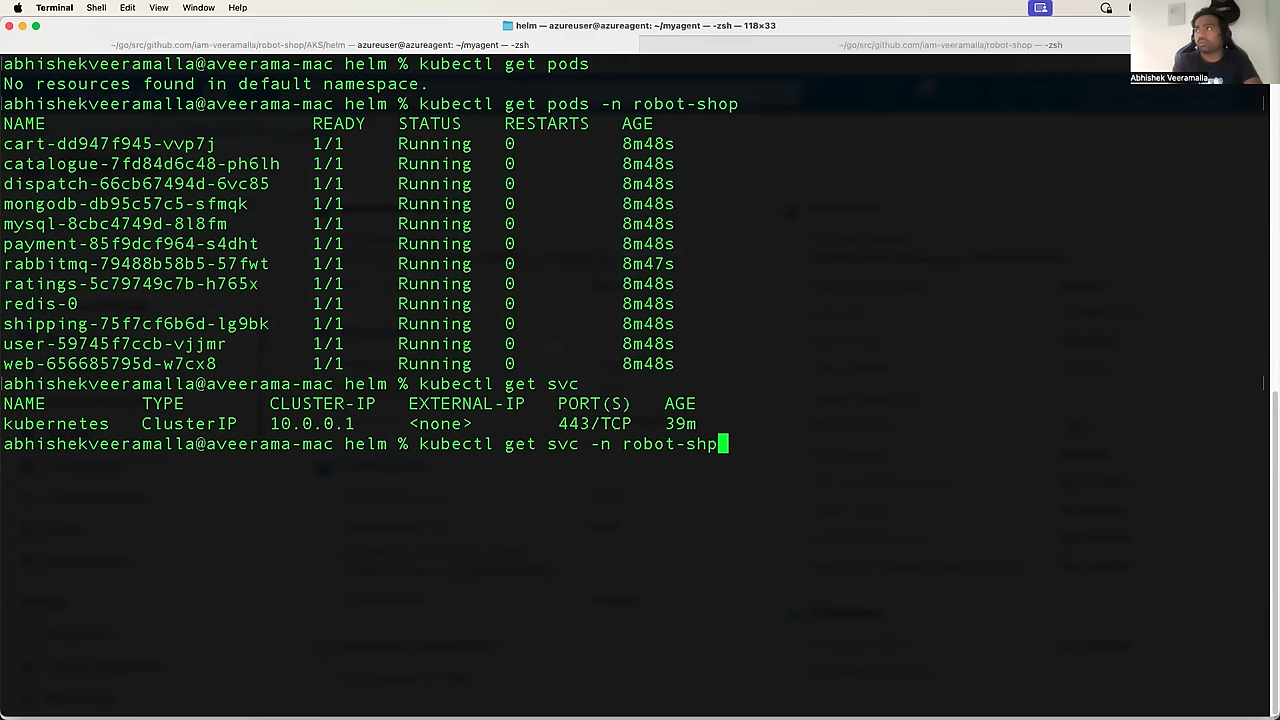 Terminal Shell Edit View Window Help
helm — azureuser@azureagent: ~/myagent — -zsh — 118×33
~/go/src/github.com/iam-veeramalla/robot-shop/AKS/helm — azureuser@azureagent: ~/myagent — -zsh
~/go/src/github.com/iam-veeramalla/robot-shop — -zsh
Abhishek Veeramalla
abhishekveeramalla@aveerama-mac helm % kubectl get pods
No resources found in default namespace.
abhishekveeramalla@aveerama-mac helm % kubectl get pods -n robot-shop
NAME READY STATUS RESTARTS AGE
cart-dd947f945-vvp7j 1/1 Running 0 8m48s
catalogue-7fd84d6c48-ph6lh 1/1 Running 0 8m48s
dispatch-66cb67494d-6vc85 1/1 Running 0 8m48s
mongodb-db95c57c5-sfmqk 1/1 Running 0 8m48s
mysql-8cbc4749d-8l8fm 1/1 Running 0 8m48s
payment-85f9dcf964-s4dht 1/1 Running 0 8m48s
rabbitmq-79488b58b5-57fwt 1/1 Running 0 8m47s
ratings-5c79749c7b-h765x 1/1 Running 0 8m48s
redis-0 1/1 Running 0 8m48s
shipping-75f7cf6b6d-lg9bk 1/1 Running 0 8m48s
user-59745f7ccb-vjjmr 1/1 Running 0 8m48s
web-656685795d-w7cx8 1/1 Running 0 8m48s
abhishekveeramalla@aveerama-mac helm % kubectl get svc
NAME TYPE CLUSTER-IP EXTERNAL-IP PORT(S) AGE
kubernetes ClusterIP 10.0.0.1 <none> 443/TCP 39m
abhishekveeramalla@aveerama-mac helm % kubectl get svc -n robot-shp